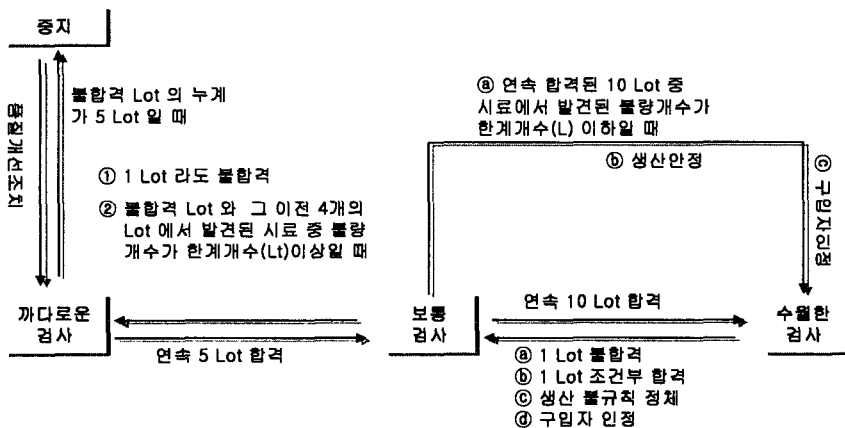 중지
불합격 Lot 의 누계
가 5 Lot 일 때
품질개선조치
① 1 Lot 라도 불합격
② 불합격 Lot 와 그 이전 4개의
Lot 에서 발견된 시료 중 불량
개수가 한계개수(Lt)이상일 때
ⓐ 연속 합격된 10 Lot 중
시료에서 발견된 불량개수가
한계개수(L) 이하일 때
ⓑ 생산안정
ⓒ 구입자인정
까다로운
검사
연속 5 Lot 합격
보통
검사
연속 10 Lot 합격
수월한
검사
ⓐ 1 Lot 불합격
ⓑ 1 Lot 조건부 합격
ⓒ 생산 불규칙 정체
ⓓ 구입자 인정